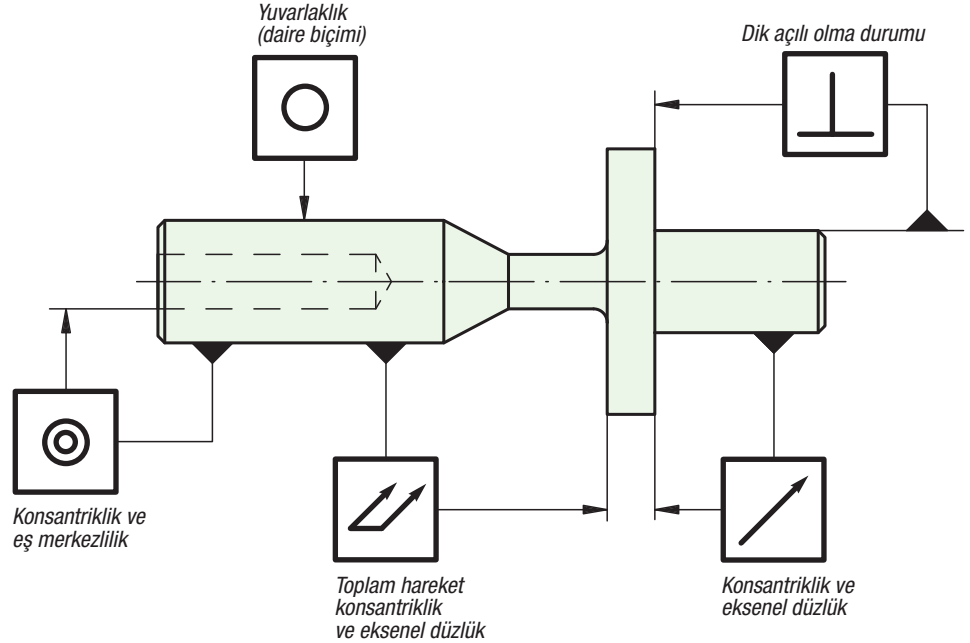 Yuvarlaklık
(daire biçimi)
Dik açılı olma durumu
Konsantriklik ve
eş merkezlilik
Toplam hareket
konsantriklik
ve eksenel düzlük
Konsantriklik ve
eksenel düzlük